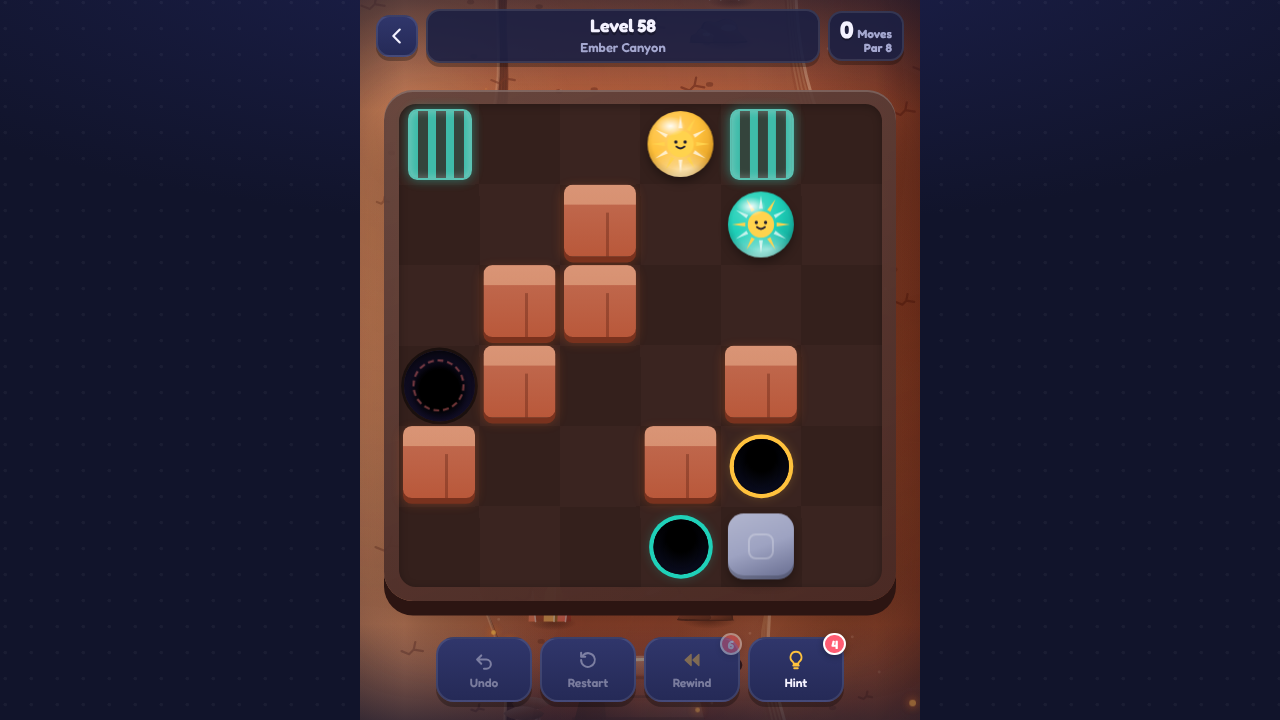 Level 58
Ember Canyon
0 Moves
Par 8
Undo
Restart
6
Rewind
4
Hint